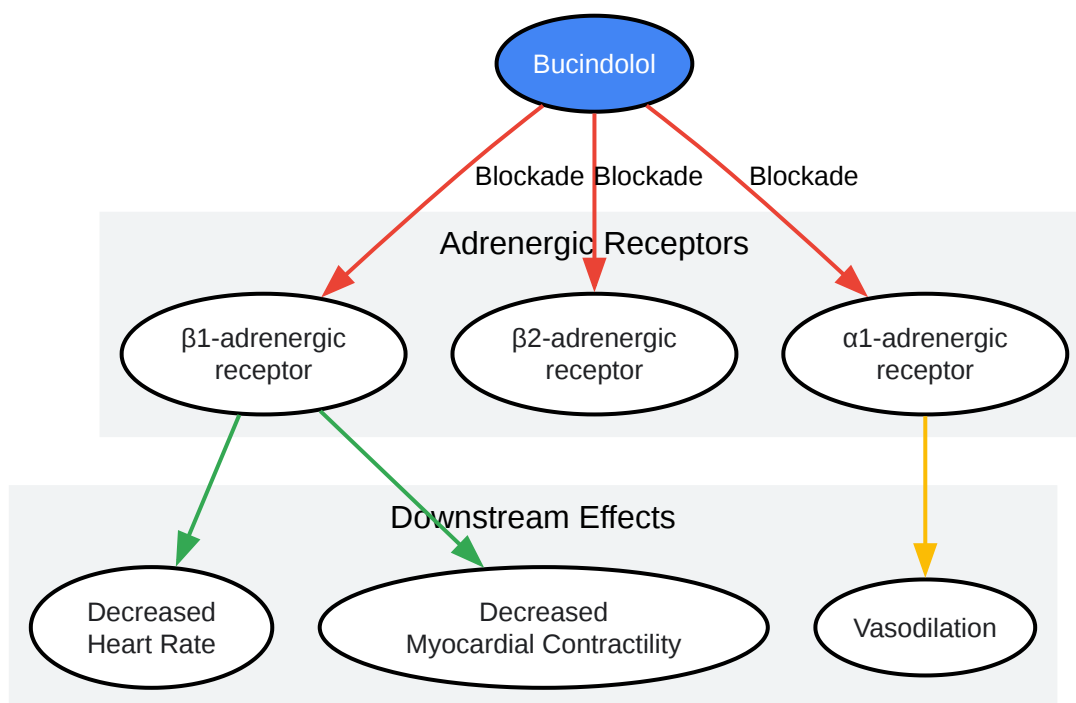 Bucindolol
Blockade
Blockade
Blockade
Adrenergic Receptors
β1-adrenergic
receptor
β2-adrenergic
receptor
α1-adrenergic
receptor
Downstream Effects
Decreased
Heart Rate
Decreased
Myocardial Contractility
Vasodilation